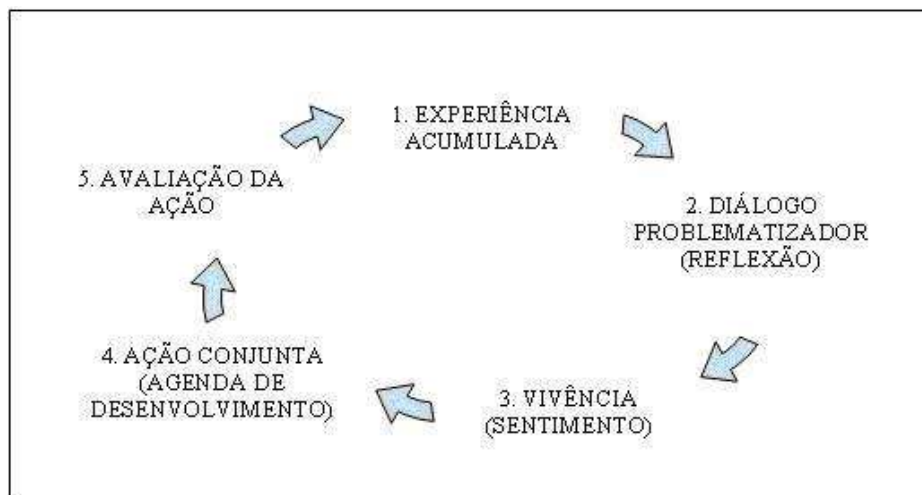 1. EXPERIÊNCIA
ACUMULADA
2. DIÁLOGO
PROBLEMATIZADOR
(REFLEXÃO)
3. VIVÊNCIA
(SENTIMENTO)
4. AÇÃO CONJUNTA
(AGENDA DE
DESENVOLVIMENTO)
5. AVALIAÇÃO DA
AÇÃO